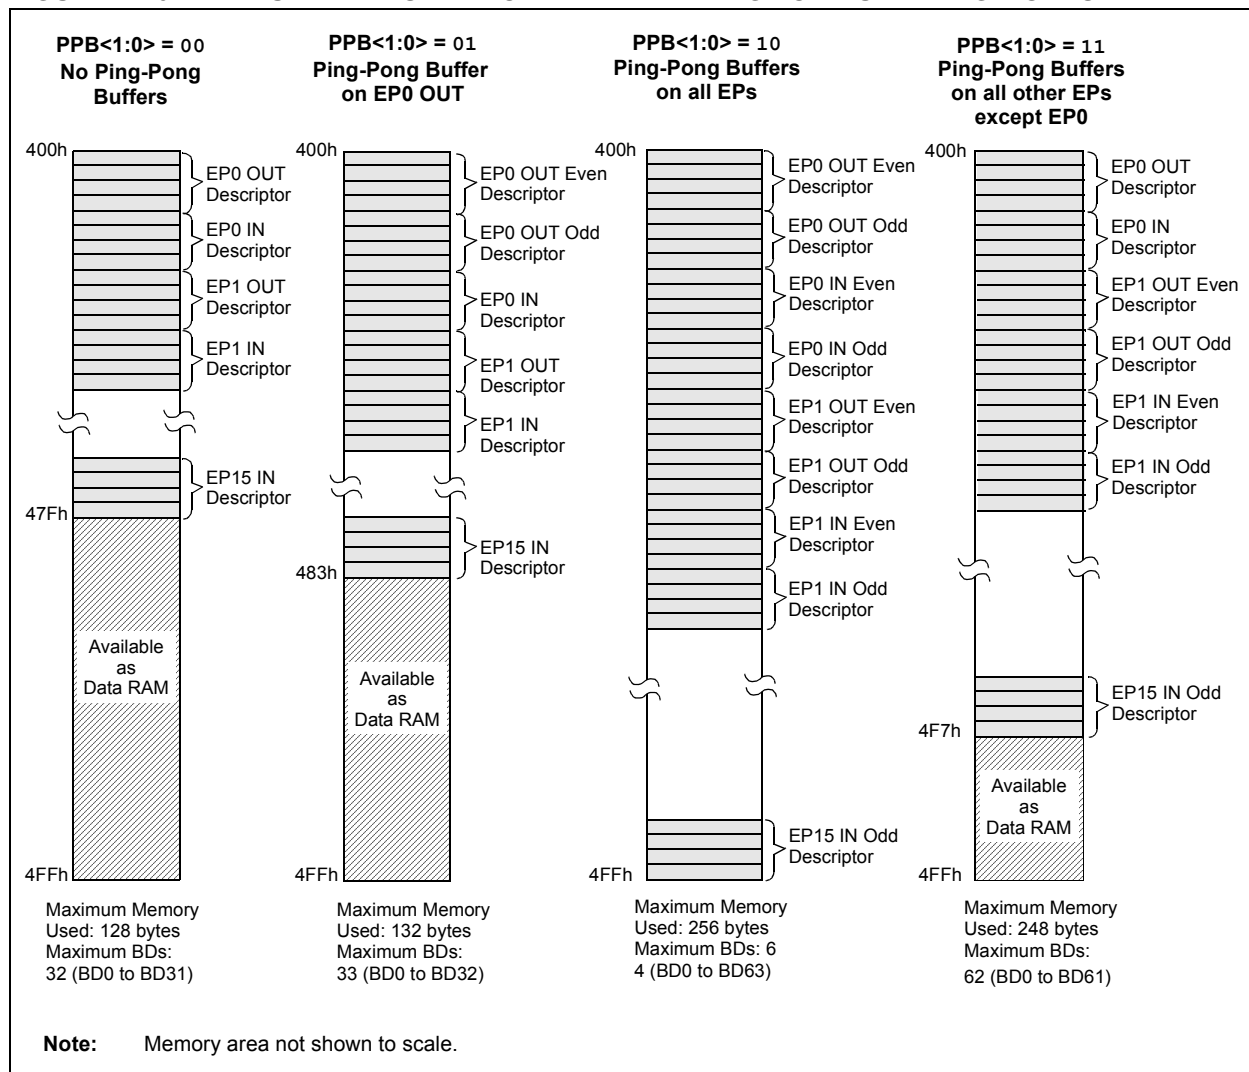 PPB<1:0> = 00
No Ping-Pong
Buffers
400h
EP0 OUT
Descriptor
EP0 IN
Descriptor
EP1 OUT
Descriptor
EP1 IN
Descriptor
EP15 IN
Descriptor
47Fh
Available
as
Data RAM
4FFh
Maximum Memory
Used: 128 bytes
Maximum BDs:
32 (BD0 to BD31)
PPB<1:0> = 01
Ping-Pong Buffer
on EP0 OUT
400h
EP0 OUT Even
Descriptor
EP0 OUT Odd
Descriptor
EP0 IN
Descriptor
EP1 OUT
Descriptor
EP1 IN
Descriptor
EP15 IN
Descriptor
483h
Available
as
Data RAM
4FFh
Maximum Memory
Used: 132 bytes
Maximum BDs:
33 (BD0 to BD32)
PPB<1:0> = 10
Ping-Pong Buffers
on all EPs
400h
EP0 OUT Even
Descriptor
EP0 OUT Odd
Descriptor
EP0 IN Even
Descriptor
EP0 IN Odd
Descriptor
EP1 OUT Even
Descriptor
EP1 OUT Odd
Descriptor
EP1 IN Even
Descriptor
EP1 IN Odd
Descriptor
EP15 IN Odd
Descriptor
4FFh
Maximum Memory
Used: 256 bytes
Maximum BDs: 6
4 (BD0 to BD63)
PPB<1:0> = 11
Ping-Pong Buffers
on all other EPs
except EP0
400h
EP0 OUT
Descriptor
EP0 IN
Descriptor
EP1 OUT Even
Descriptor
EP1 OUT Odd
Descriptor
EP1 IN Even
Descriptor
EP1 IN Odd
Descriptor
EP15 IN Odd
Descriptor
4F7h
Available
as
Data RAM
4FFh
Maximum Memory
Used: 248 bytes
Maximum BDs:
62 (BD0 to BD61)
Note: Memory area not shown to scale.